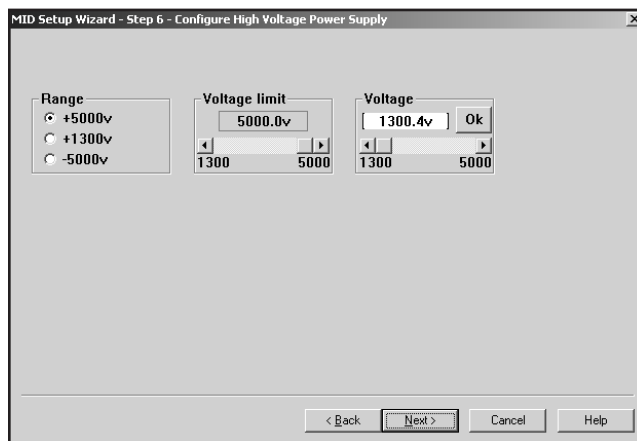 MID Setup Wizard - Step 6 - Configure High Voltage Power Supply
Range
+5000v
+1300v
-5000v
Voltage limit
5000.0v
1300 5000
Voltage
[ 1300.4v ] Ok
1300 5000
< Back Next > Cancel Help